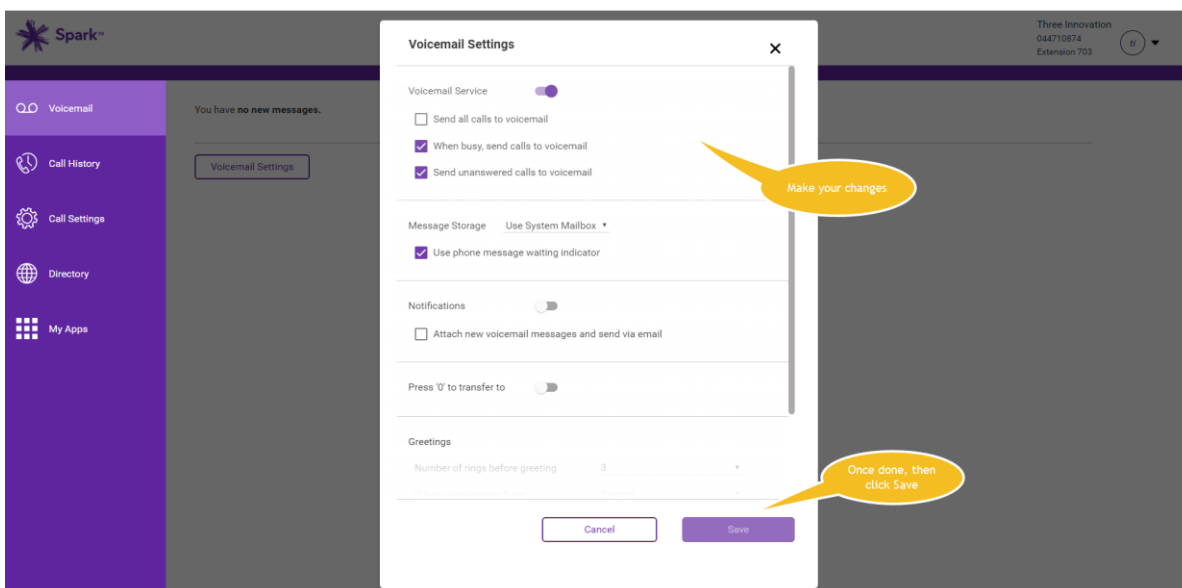 Spark™
Three Innovation
044710874
Extension 703
tl
Voicemail
Call History
Call Settings
Directory
My Apps
You have no new messages.
Voicemail Settings
Voicemail Settings
Voicemail Service
Send all calls to voicemail
When busy, send calls to voicemail
Send unanswered calls to voicemail
Make your changes
Message Storage Use System Mailbox
Use phone message waiting indicator
Notifications
Attach new voicemail messages and send via email
Press '0' to transfer to
Greetings
Number of rings before greeting 3
Once done, then
click Save
Cancel
Save